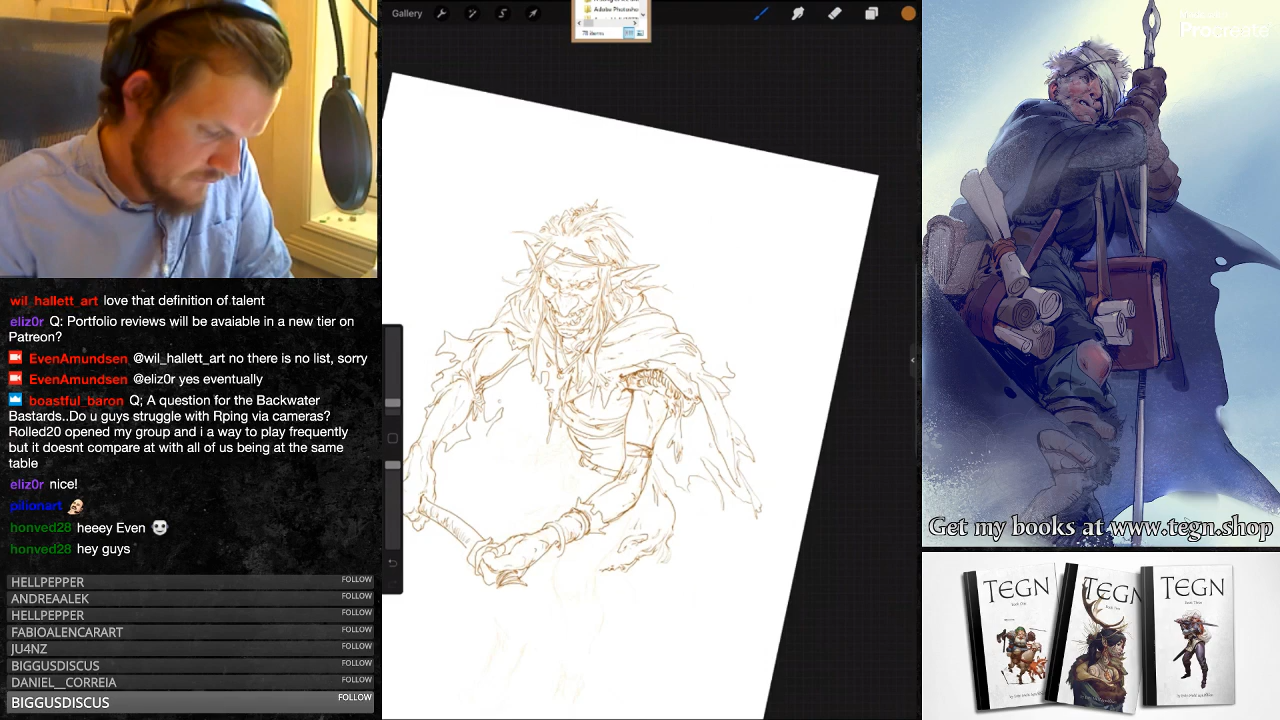 Gallery
Adobe Photosho
78 items
Procreate
wil_hallett_art love that definition of talent
eliz0r Q: Portfolio reviews will be avaiable in a new tier on
Patreon?
EvenAmundsen @wil_hallett_art no there is no list, sorry
EvenAmundsen @eliz0r yes eventually
boastful_baron Q; A question for the Backwater
Bastards..Do u guys struggle with Rping via cameras?
Rolled20 opened my group and i a way to play frequently
but it doesnt compare at with all of us being at the same
table
eliz0r nice!
pilionart
honved28 heeey Even
honved28 hey guys
HELLPEPPER FOLLOW
ANDREAALEK FOLLOW
HELLPEPPER FOLLOW
FABIOALENCARART FOLLOW
JU4NZ FOLLOW
BIGGUSDISCUS FOLLOW
DANIEL__CORREIA FOLLOW
BIGGUSDISCUS FOLLOW
Get my books at www.tegn.shop
TEGN
TEGN
TEGN